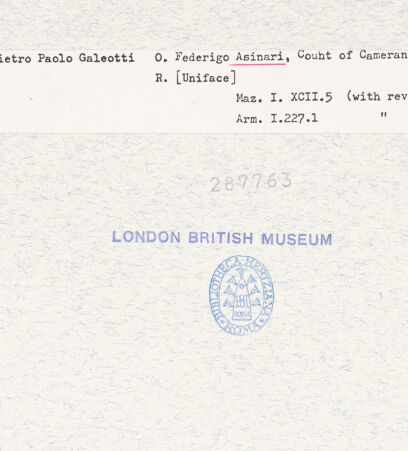 ietro Paolo Galeotti O. Federigo Asinari, Couht of Cameran
R. [Uniface]
Maz. I. XCII.5 (with rev
Arm. I.227.1 "
287763
LONDON BRITISH MUSEUM
BIBLIOTHECA HERTZIANA
ROMA